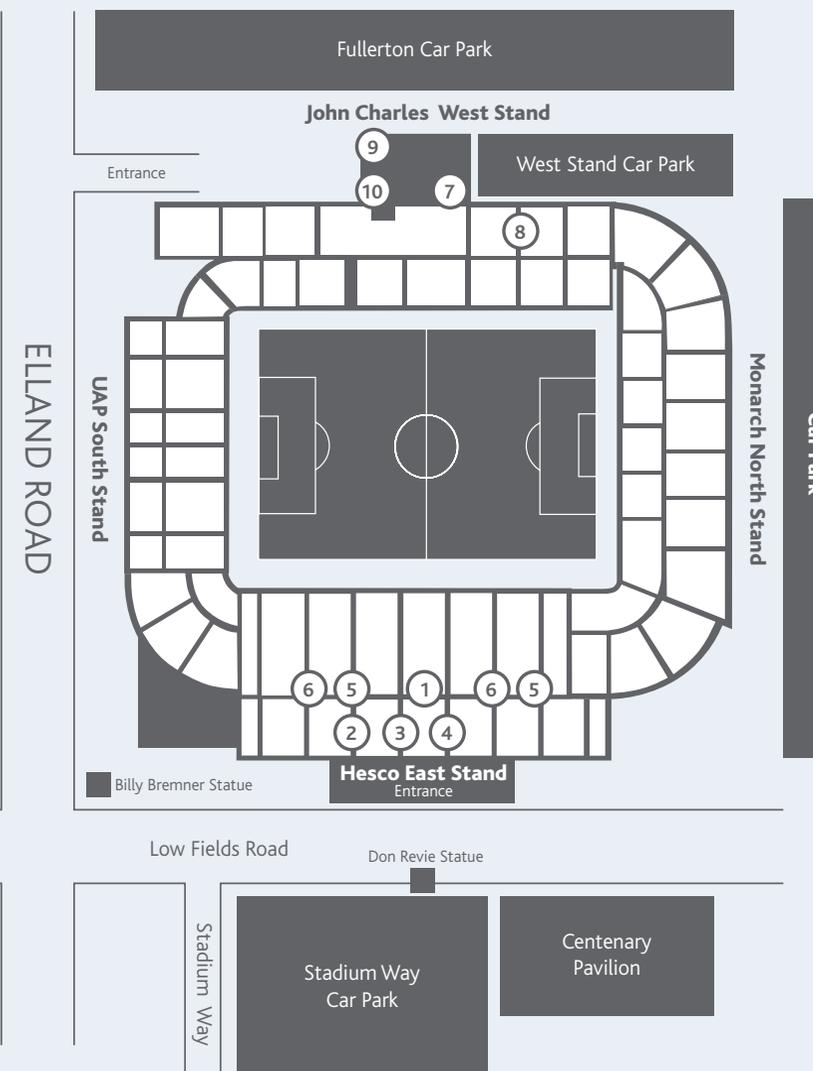 Fullerton Car Park
John Charles West Stand
9
West Stand Car Park
Entrance
10
7
8
ELLAND ROAD
UAP South Stand
Monarch North Stand
Car Park
6
5
1
6
5
2
3
4
Hesco East Stand
Entrance
Billy Bremner Statue
Low Fields Road
Don Revie Statue
Stadium Way
Stadium Way
Car Park
Centenary
Pavilion